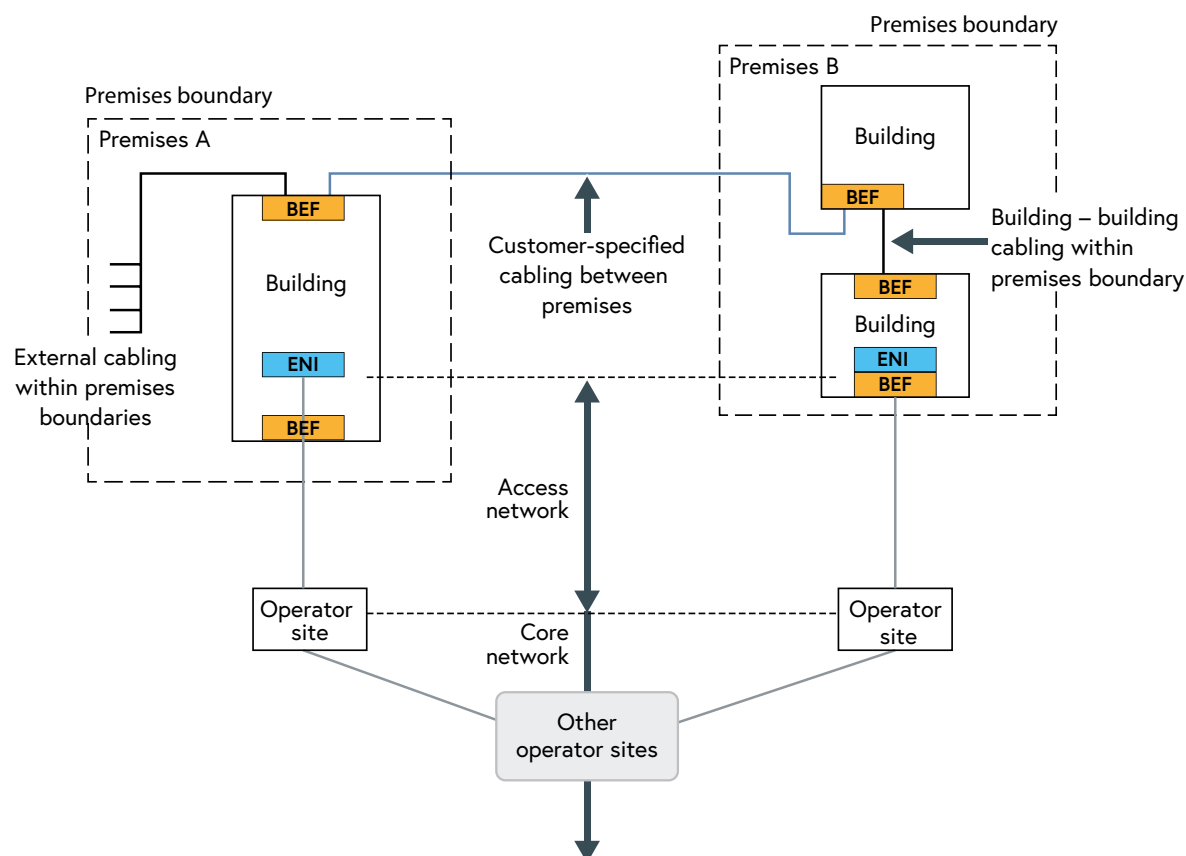 Premises boundary
Premises B
Building
BEF
Building – building
cabling within
premises boundary
BEF
Building
ENI
BEF
Premises boundary
Premises A
BEF
Building
ENI
BEF
External cabling
within premises
boundaries
Customer-specified
cabling between
premises
Access
network
Operator
site
Operator
site
Core
network
Other
operator sites